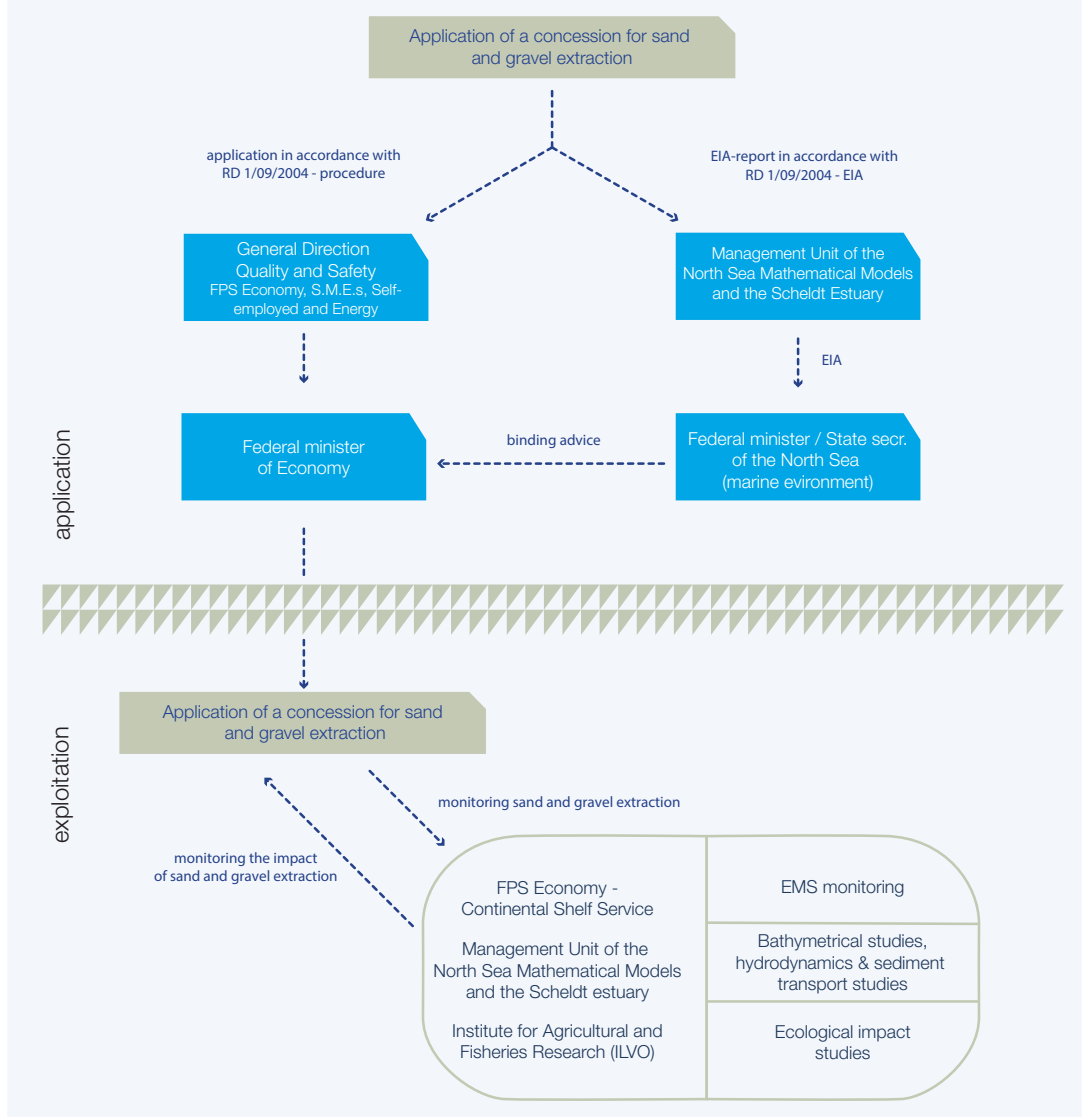 Application of a concession for sand
and gravel extraction
application in accordance with
RD 1/09/2004 - procedure
EIA-report in accordance with
RD 1/09/2004 - EIA
General Direction
Quality and Safety
FPS Economy, S.M.E.s, Self-
employed and Energy
Management Unit of the
North Sea Mathematical Models
and the Scheldt Estuary
EIA
Federal minister
of Economy
binding advice
Federal minister / State secr.
of the North Sea
(marine evironment)
application
Application of a concession for sand
and gravel extraction
exploitation
monitoring sand and gravel extraction
monitoring the impact
of sand and gravel extraction
FPS Economy -
Continental Shelf Service
Management Unit of the
North Sea Mathematical Models
and the Scheldt estuary
Institute for Agricultural and
Fisheries Research (ILVO)
EMS monitoring
Bathymetrical studies,
hydrodynamics & sediment
transport studies
Ecological impact
studies